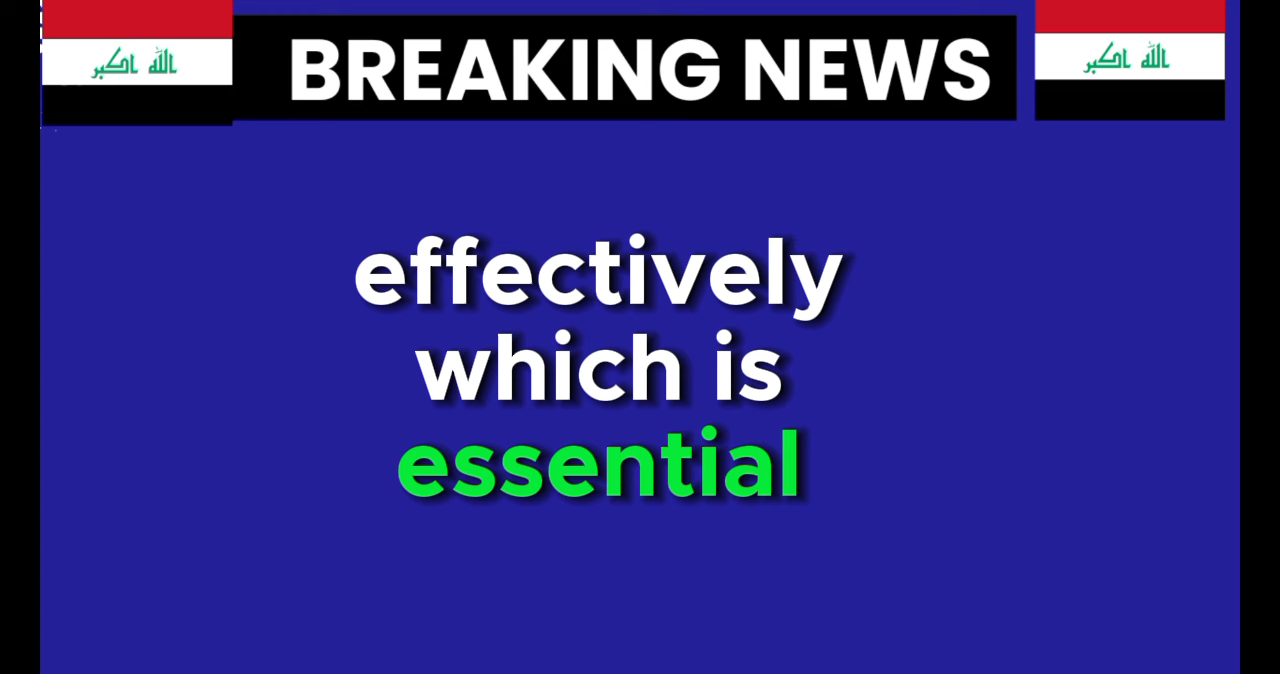 الله اكبر
BREAKING NEWS
الله اكبر
effectively
which is
essential